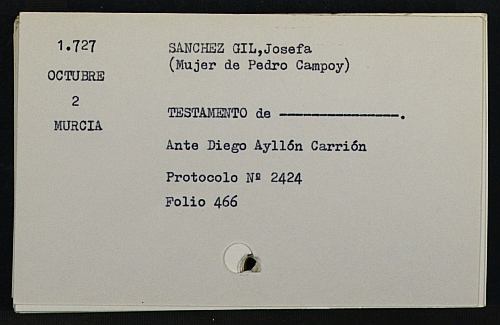 1.727
OCTUBRE
2
MURCIA
SANCHEZ GIL,Josefa
(Mujer de Pedro Campoy)
TESTAMENTO de ----------------.
Ante Diego Ayllón Carrión
Protocolo Nº 2424
Folio 466